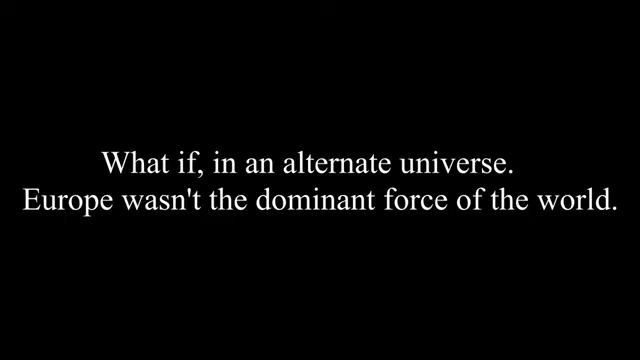 What if, in an alternate universe.
Europe wasn't the dominant force of the world.